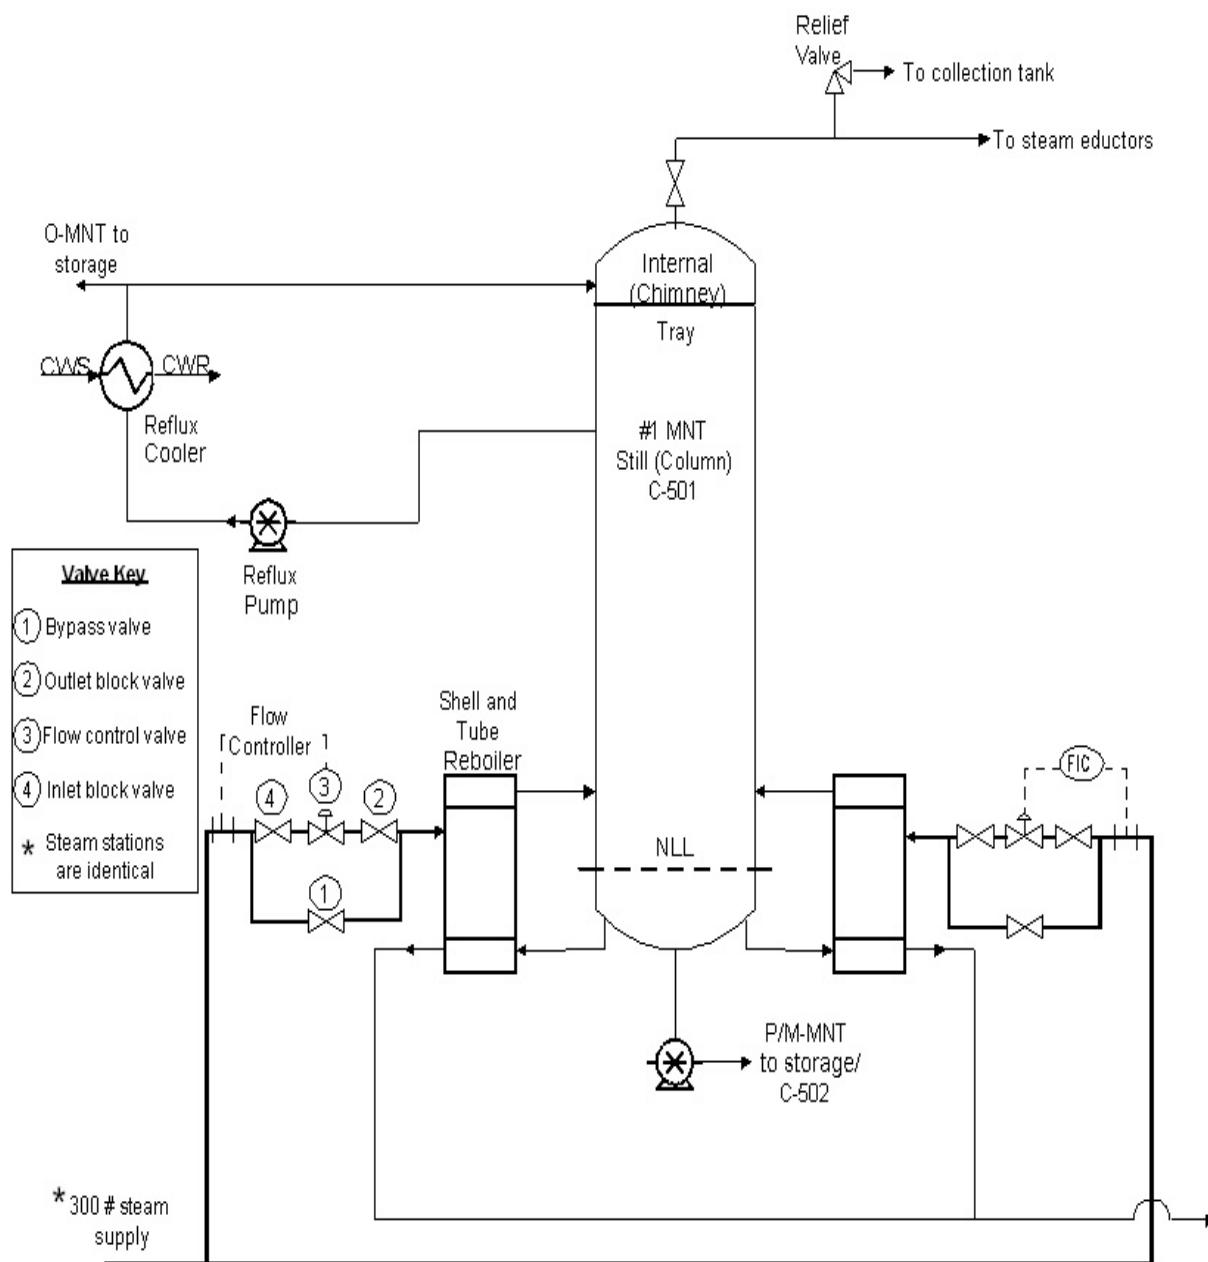 Relief
Valve
To collection tank
To steam eductors
O-MNT to
storage
Internal
(Chimney)
Tray
CWS
CWR
Reflux
Cooler
#1 MNT
Still (Column)
C-501
Reflux
Pump
Valve Key
1 Bypass valve
2 Outlet block valve
3 Flow control valve
4 Inlet block valve
* Steam stations
are identical
Flow
Controller
Shell and
Tube
Reboiler
4
3
2
1
FIC
NLL
P/M-MNT
to storage/
C-502
* 300 # steam
supply